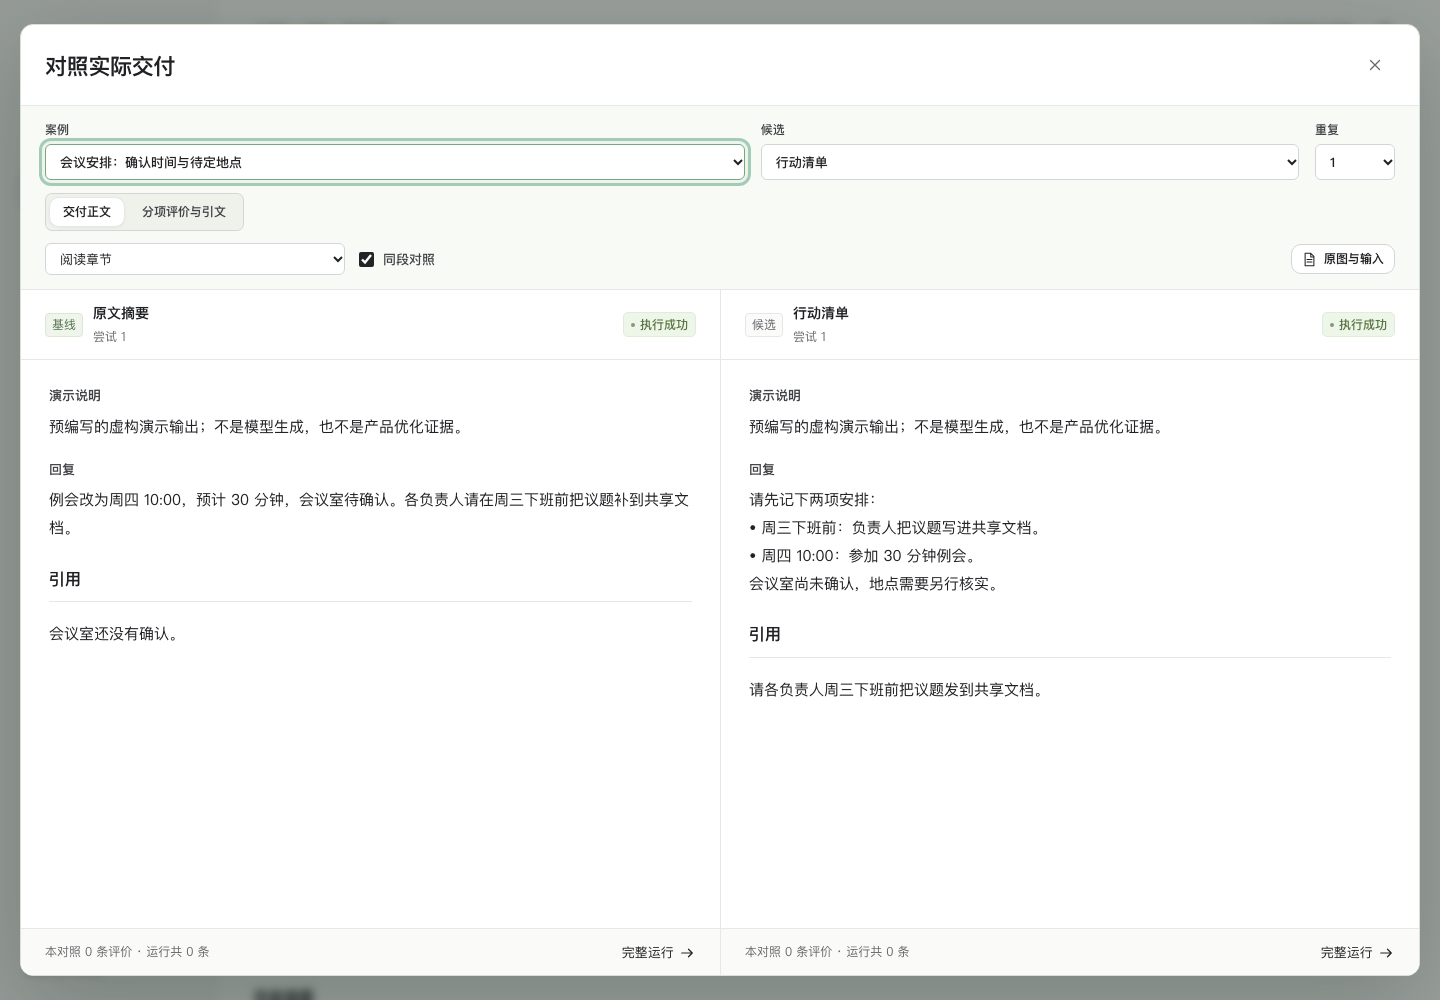 对照实际交付
案例
会议安排：确认时间与待定地点
候选
行动清单
重复
1
交付正文
分项评价与引文
阅读章节
同段对照
原图与输入
基线
原文摘要
尝试 1
执行成功
演示说明
预编写的虚构演示输出；不是模型生成，也不是产品优化证据。
回复
例会改为周四 10:00，预计 30 分钟，会议室待确认。各负责人请在周三下班前把议题补到共享文
档。
引用
会议室还没有确认。
本对照 0 条评价 · 运行共 0 条
完整运行 →
候选
行动清单
尝试 1
执行成功
演示说明
预编写的虚构演示输出；不是模型生成，也不是产品优化证据。
回复
请先记下两项安排：
• 周三下班前：负责人把议题写进共享文档。
• 周四 10:00：参加 30 分钟例会。
会议室尚未确认，地点需要另行核实。
引用
请各负责人周三下班前把议题发到共享文档。
本对照 0 条评价 · 运行共 0 条
完整运行 →